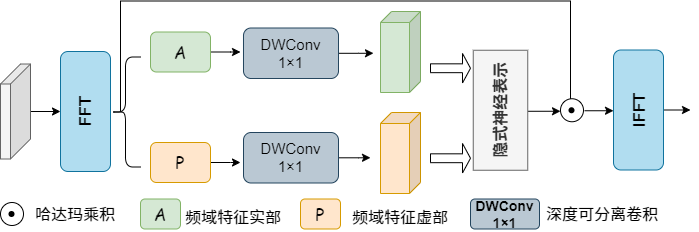 A
DWConv
1×1
FFT
P
DWConv
1×1
隐式神经表示
IFFT
哈达玛乘积
A
频域特征实部
P
频域特征虚部
DWConv
1×1
深度可分离卷积